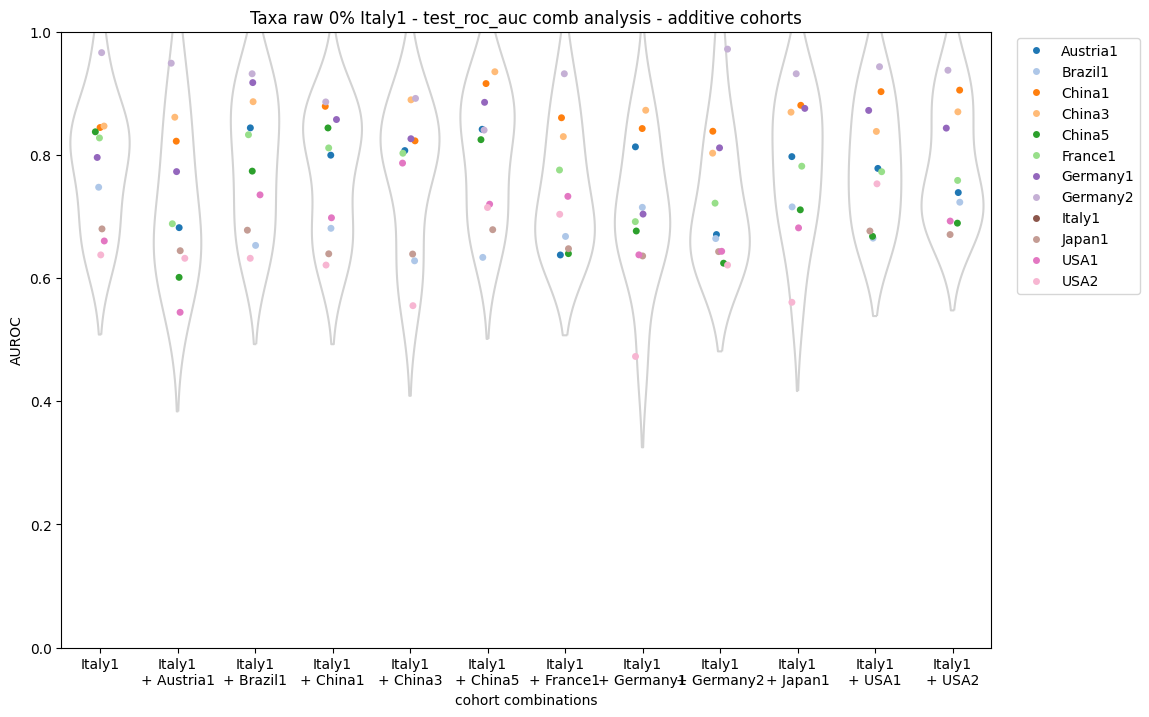 Taxa raw 0% Italy1 - test_roc_auc comb analysis - additive cohorts
AUROC
1.0
0.8
0.6
0.4
0.2
0.0
Italy1
Italy1
+ Austria1
Italy1
+ Brazil1
Italy1
+ China1
Italy1
+ China3
Italy1
+ China5
Italy1
+ France1
Italy1
+ Germany1
Italy1
+ Germany2
Italy1
+ Japan1
Italy1
+ USA1
Italy1
+ USA2
cohort combinations
Austria1
Brazil1
China1
China3
China5
France1
Germany1
Germany2
Italy1
Japan1
USA1
USA2